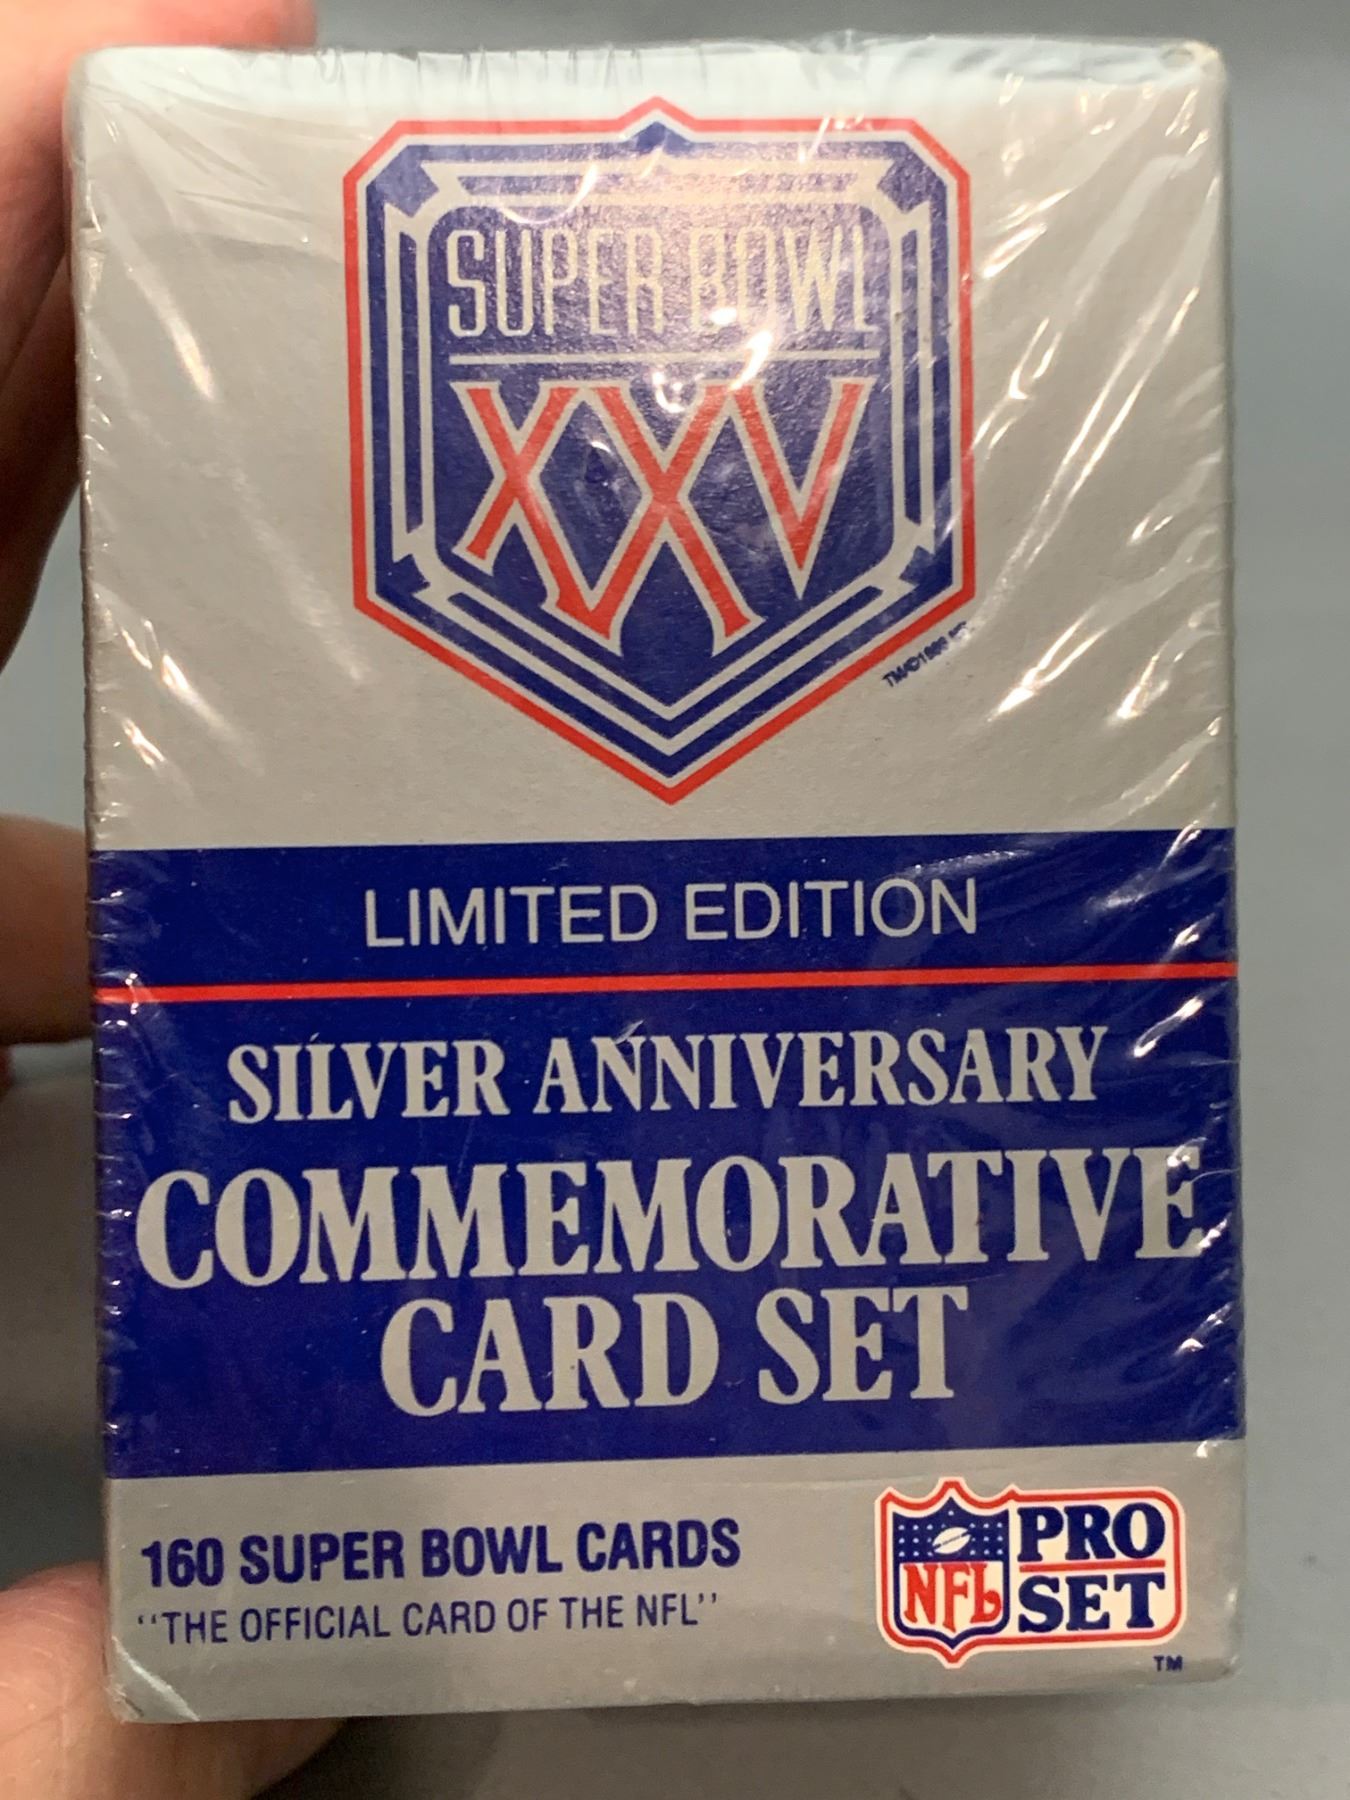 SUPER BOWL
XXV
LIMITED EDITION
SILVER ANNIVERSARY
COMMEMORATIVE
CARD SET
160 SUPER BOWL CARDS
"THE OFFICIAL CARD OF THE NFL"
NFL
PRO
SET
TM